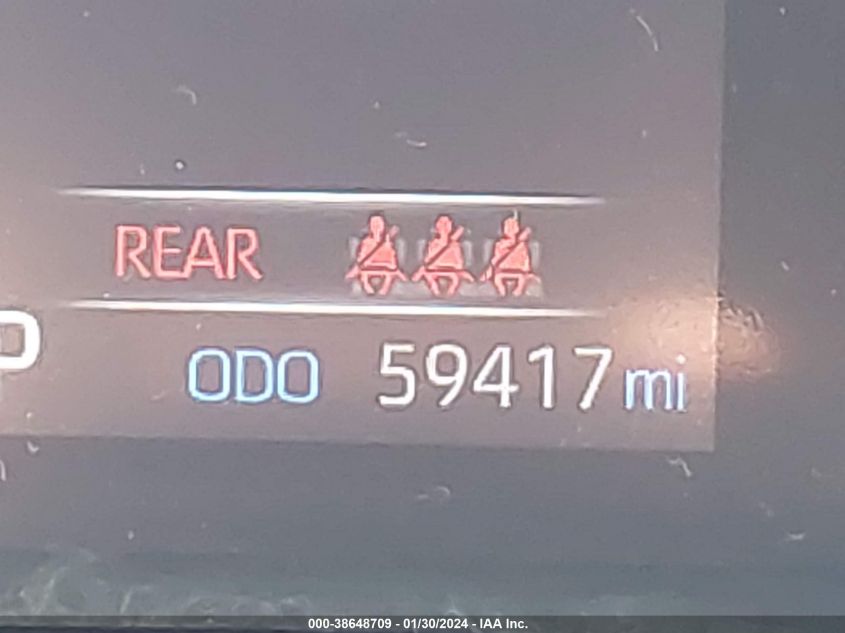 REAR
ODO 59417 mi
000-38648709 - 01/30/2024 - IAA Inc.